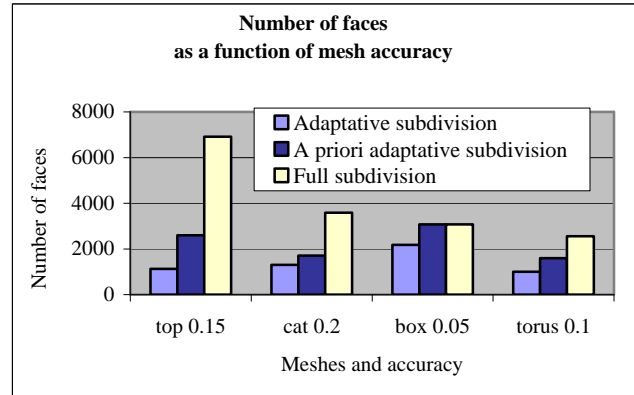 Number of faces
as a function of mesh accuracy
8000
6000
4000
2000
0
Number of faces
Adaptative subdivision
A priori adaptative subdivision
Full subdivision
top 0.15 cat 0.2 box 0.05 torus 0.1
Meshes and accuracy